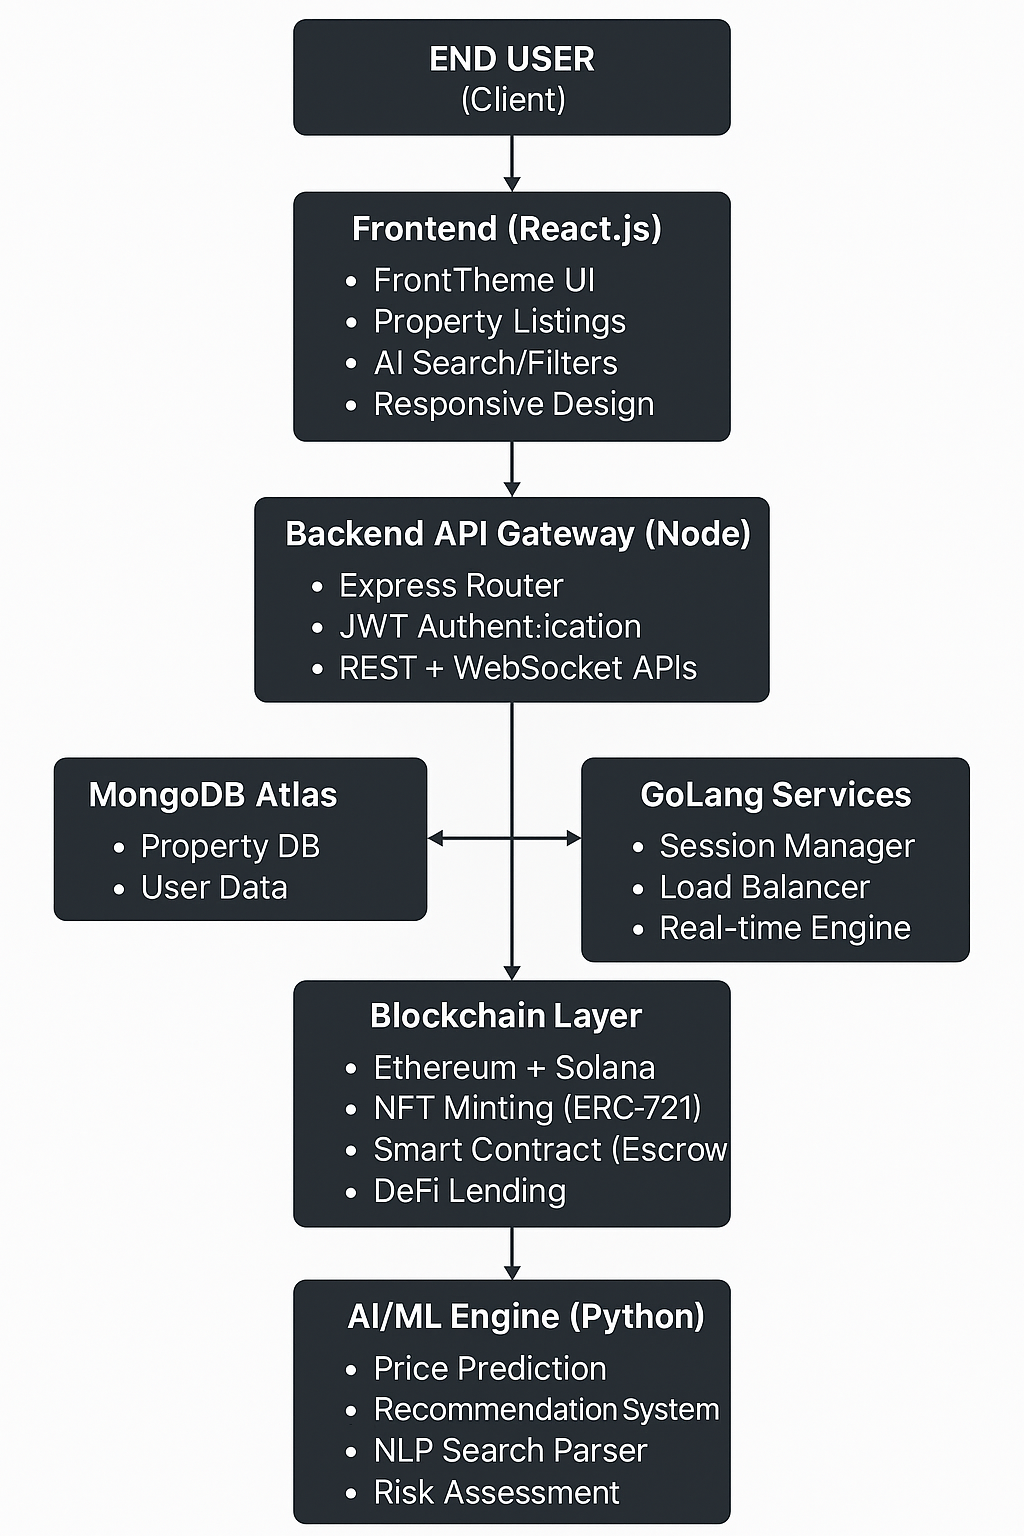 END USER
(Client)
Frontend (React.js)
• FrontTheme UI
• Property Listings
• AI Search/Filters
• Responsive Design
Backend API Gateway (Node)
• Express Router
• JWT Authent:ication
• REST + WebSocket APIs
MongoDB Atlas
• Property DB
• User Data
GoLang Services
• Session Manager
• Load Balancer
• Real-time Engine
Blockchain Layer
• Ethereum + Solana
• NFT Minting (ERC-721)
• Smart Contract (Escrow
• DeFi Lending
AI/ML Engine (Python)
• Price Prediction
• Recommendation System
• NLP Search Parser
• Risk Assessment